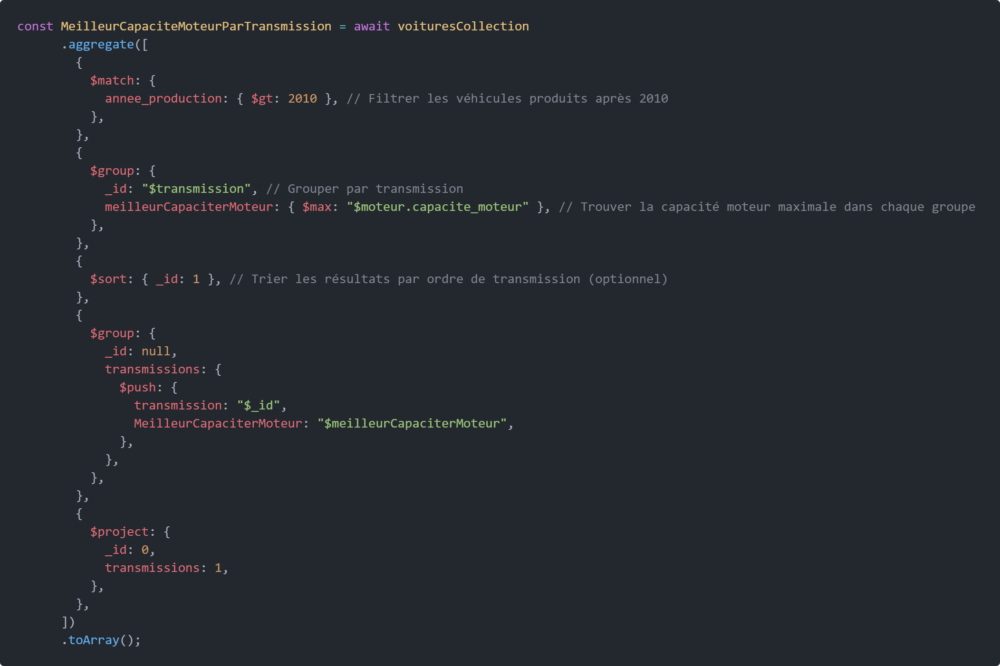 const MeilleurCapaciteMoteurParTransmission = await voituresCollection
      .aggregate([
        {
          $match: {
            annee_production: { $gt: 2010 }, // Filtrer les véhicules produits après 2010
          },
        },
        {
          $group: {
            _id: "$transmission", // Grouper par transmission
            meilleurCapaciterMoteur: { $max: "$moteur.capacite_moteur" }, // Trouver la capacité moteur maximale dans chaque groupe
          },
        },
        {
          $sort: { _id: 1 }, // Trier les résultats par ordre de transmission (optionnel)
        },
        {
          $group: {
            _id: null,
            transmissions: {
              $push: {
                transmission: "$_id",
                MeilleurCapaciterMoteur: "$meilleurCapaciterMoteur",
              },
            },
          },
        },
        {
          $project: {
            _id: 0,
            transmissions: 1,
          },
        },
      ])
      .toArray();